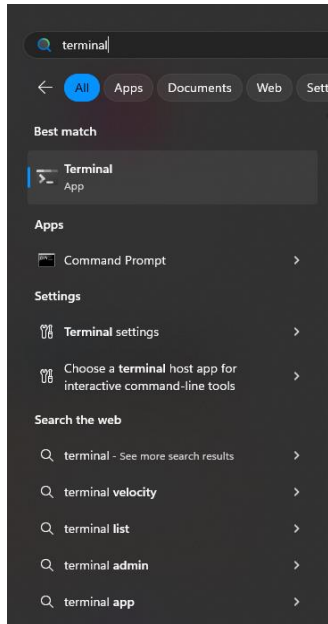 terminal
All Apps Documents Web Sett
Best match
Terminal
App
Apps
Command Prompt
Settings
Terminal settings
Choose a terminal host app for
interactive command-line tools
Search the web
terminal - See more search results
terminal velocity
terminal list
terminal admin
terminal app